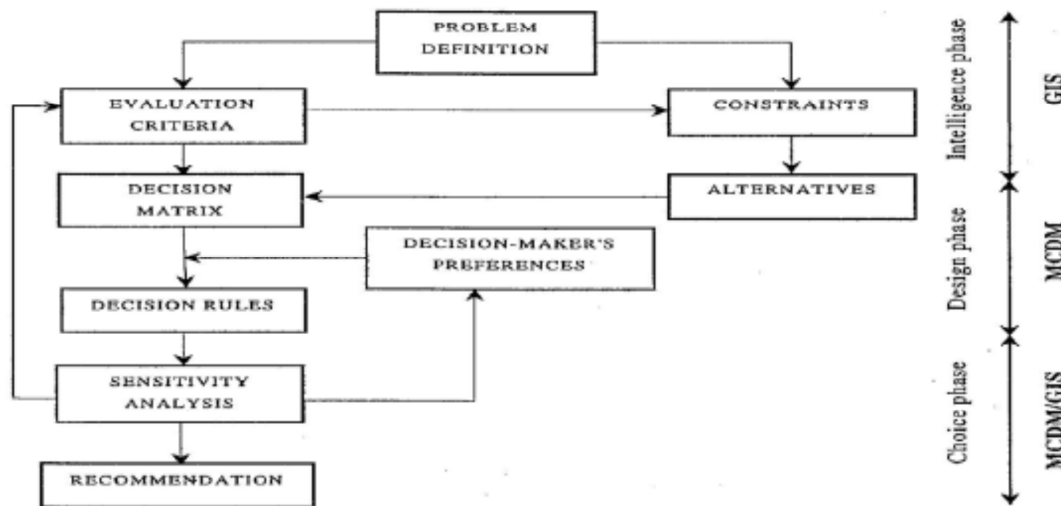 PROBLEM
DEFINITION
EVALUATION
CRITERIA
CONSTRAINTS
DECISION
MATRIX
ALTERNATIVES
DECISION-MAKER'S
PREFERENCES
DECISION RULES
SENSITIVITY
ANALYSIS
RECOMMENDATION
Intelligence phase
GIS
Design phase
MCDM
Choice phase
MCDM/GIS